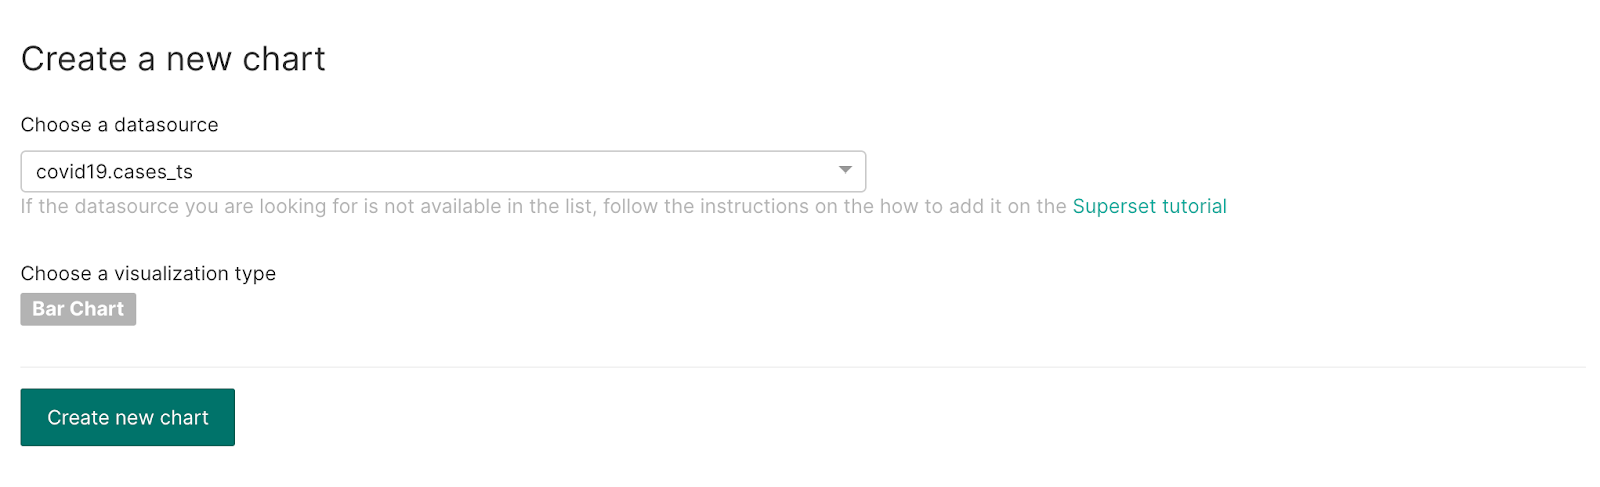 Create a new chart
Choose a datasource
covid19.cases_ts
If the datasource you are looking for is not available in the list, follow the instructions on the how to add it on the Superset tutorial
Choose a visualization type
Bar Chart
Create new chart